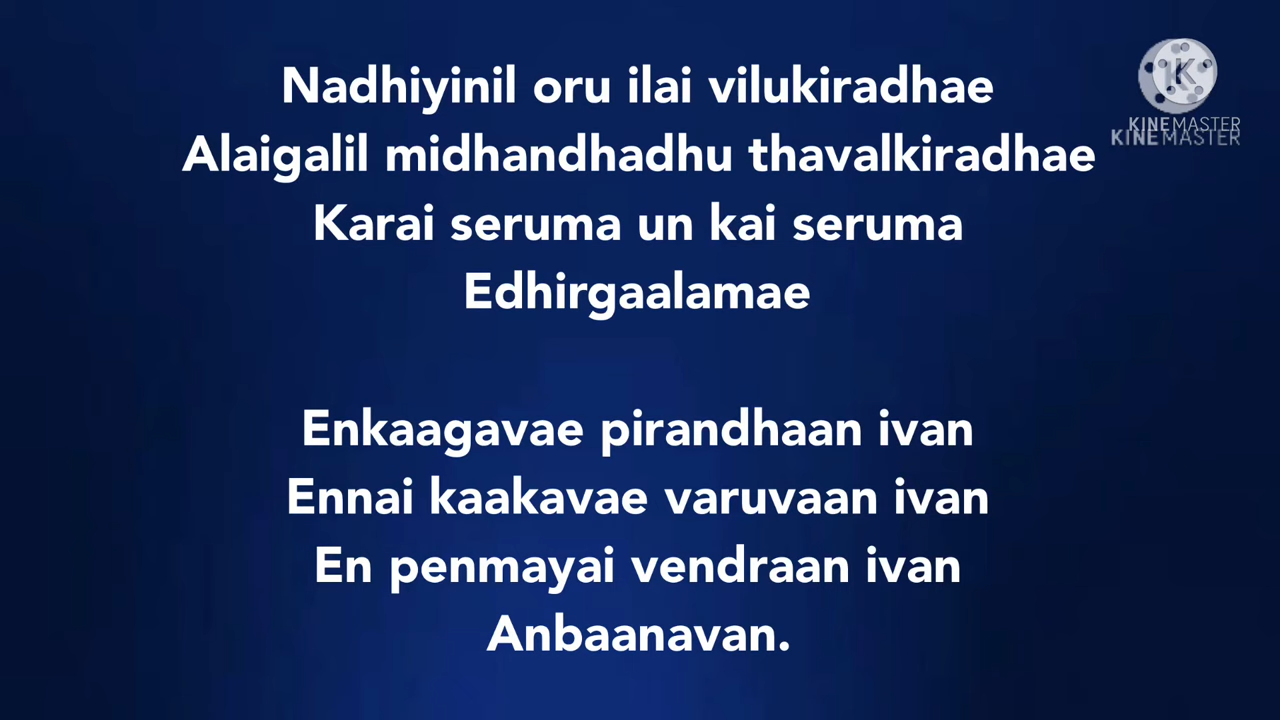 Nadhiyinil oru ilai vilukiradhae
Alaigalil midhandhadhu thavalkiradhae
Karai seruma un kai seruma
Edhirgaalamae
Enkaagavae pirandhaan ivan
Ennai kaakavae varuvaan ivan
En penmayai vendraan ivan
Anbaanavan.
K
KINEMASTER
KINEMASTER